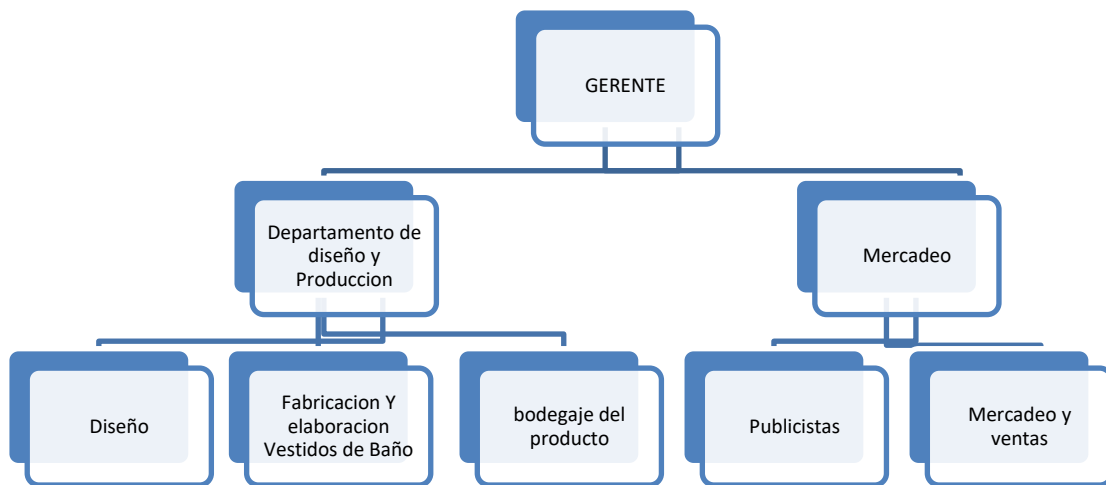 GERENTE
Departamento de
diseño y
Produccion
Mercadeo
Diseño
Fabricacion Y
elaboracion
Vestidos de Baño
bodegaje del
producto
Publicistas
Mercadeo y
ventas